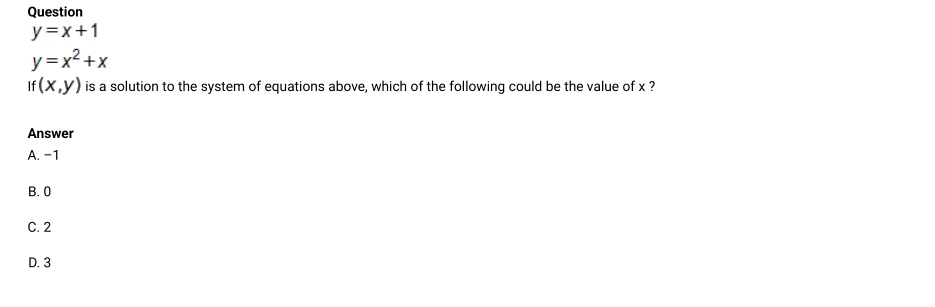 Question
y=x+1
y=x²+x
If (x,y) is a solution to the system of equations above, which of the following could be the value of x ?
Answer
A. −1
B. 0
C. 2
D. 3